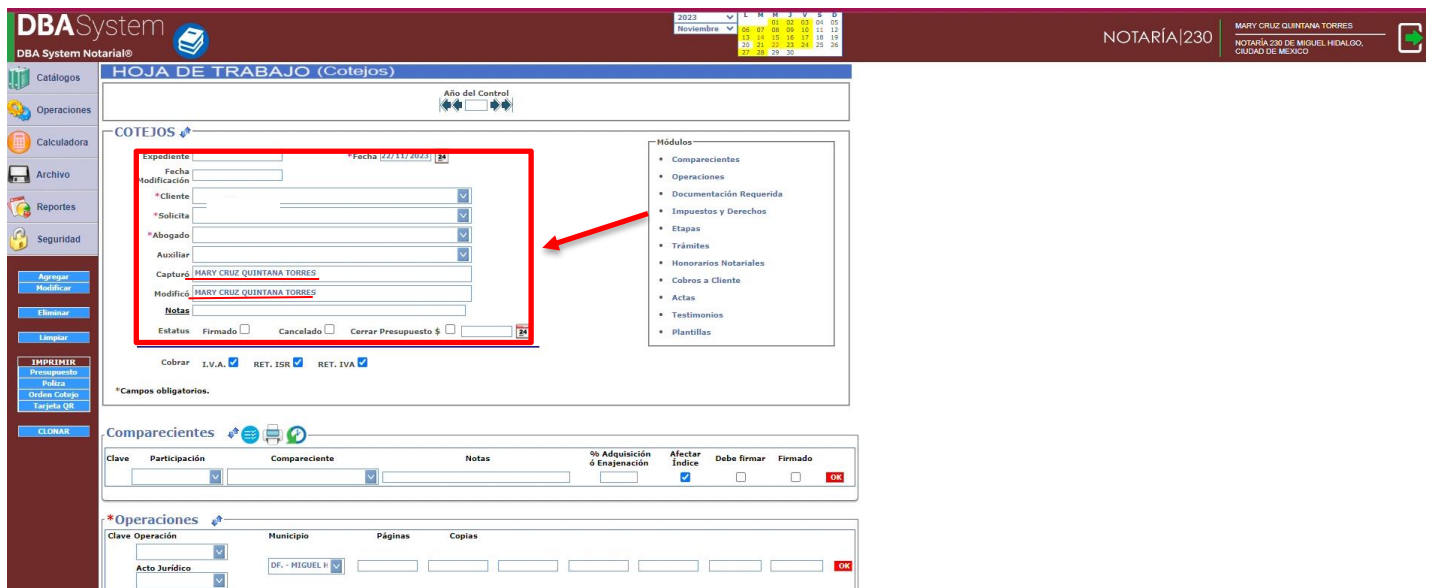 DBASystem
DBA System Notarial®
2023
Noviembre
L M M J V S D
01 02 03 04 05
06 07 08 09 10 11 12
13 14 15 16 17 18 19
20 21 22 23 24 25 26
27 28 29 30
NOTARÍA|230
MARY CRUZ QUINTANA TORRES
NOTARÍA 230 DE MIGUEL HIDALGO,
CIUDAD DE MEXICO
Catálogos
Operaciones
Calculadora
Archivo
Reportes
Seguridad
Agregar
Modificar
Eliminar
Limpiar
IMPRIMIR
Presupuesto
Poliza
Orden Cotejo
Tarjeta QR
CLONAR
HOJA DE TRABAJO (Cotejos)
Año del Control
COTEJOS
Expediente *Fecha 22/11/2023 24
Fecha
Modificación
*Cliente
*Solicita
*Abogado
Auxiliar
Capturó MARY CRUZ QUINTANA TORRES
Modificó MARY CRUZ QUINTANA TORRES
Notas
Estatus Firmado Cancelado Cerrar Presupuesto $ 24
Cobrar I.V.A. RET. ISR RET. IVA
*Campos obligatorios.
Módulos
• Comparecientes
• Operaciones
• Documentación Requerida
• Impuestos y Derechos
• Etapas
• Trámites
• Honorarios Notariales
• Cobros a Cliente
• Actas
• Testimonios
• Plantillas
Comparecientes
Clave Participación Compareciente Notas % Adquisición ó Enajenación Afectar Índice Debe firmar Firmado
OK
*Operaciones
Clave Operación Municipio Páginas Copias
Acto Jurídico DF. - MIGUEL H OK